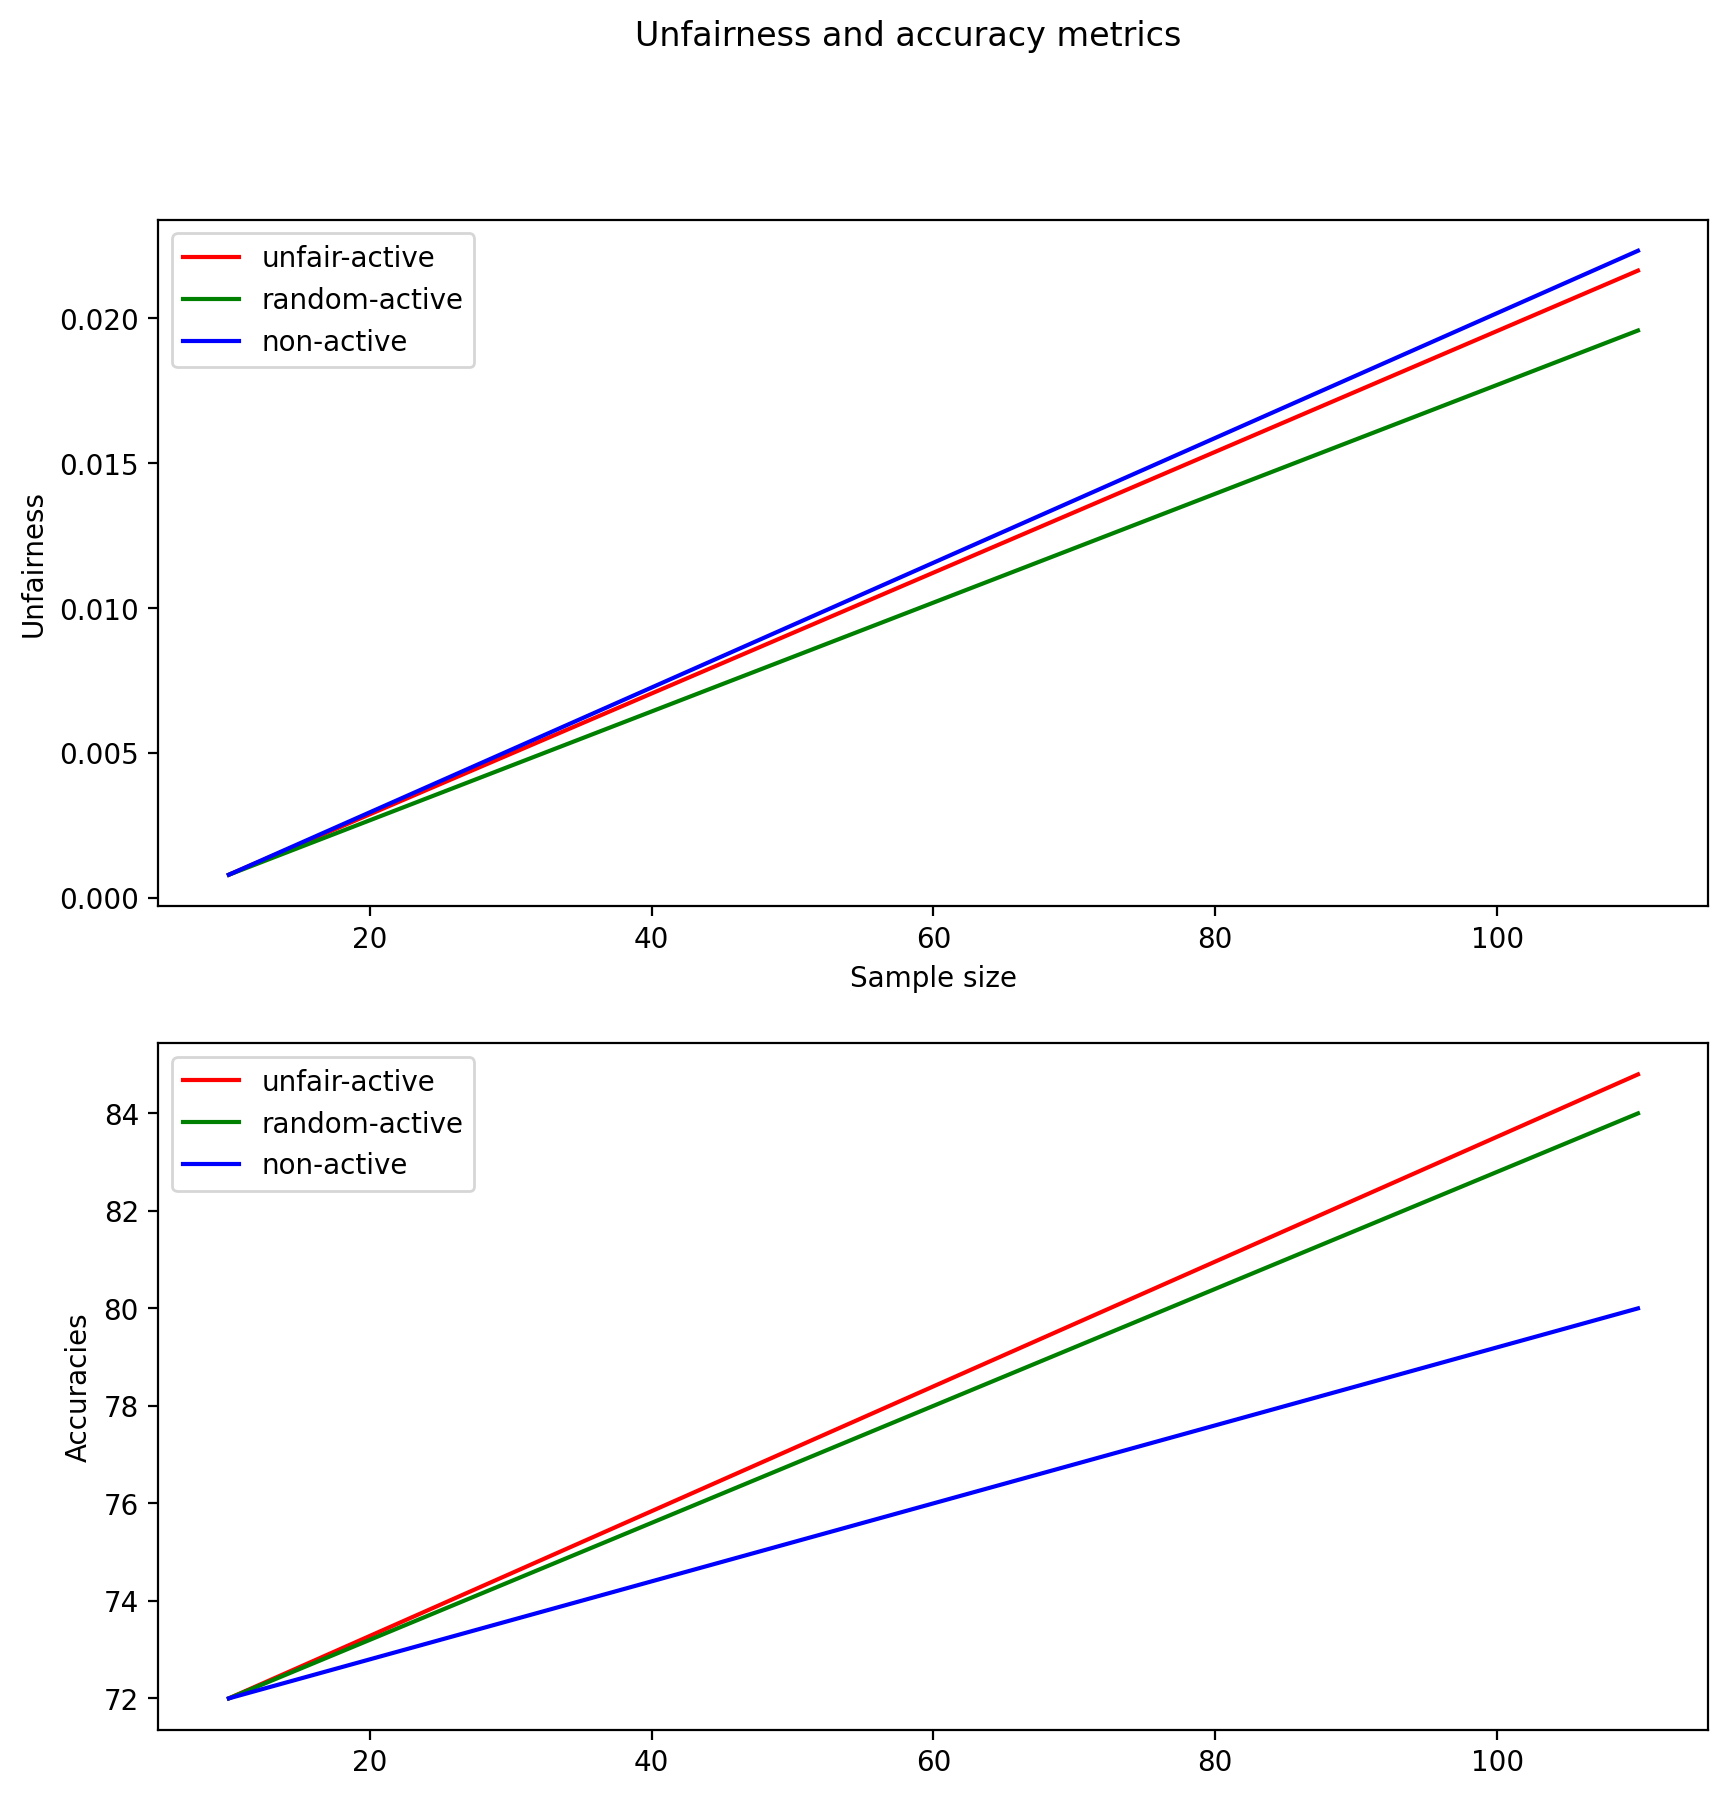 Unfairness and accuracy metrics
unfair-active
random-active
non-active
0.020
0.015
0.010
0.005
0.000
Unfairness
20 40 60 80 100
Sample size
unfair-active
random-active
non-active
84
82
80
78
76
74
72
Accuracies
20 40 60 80 100